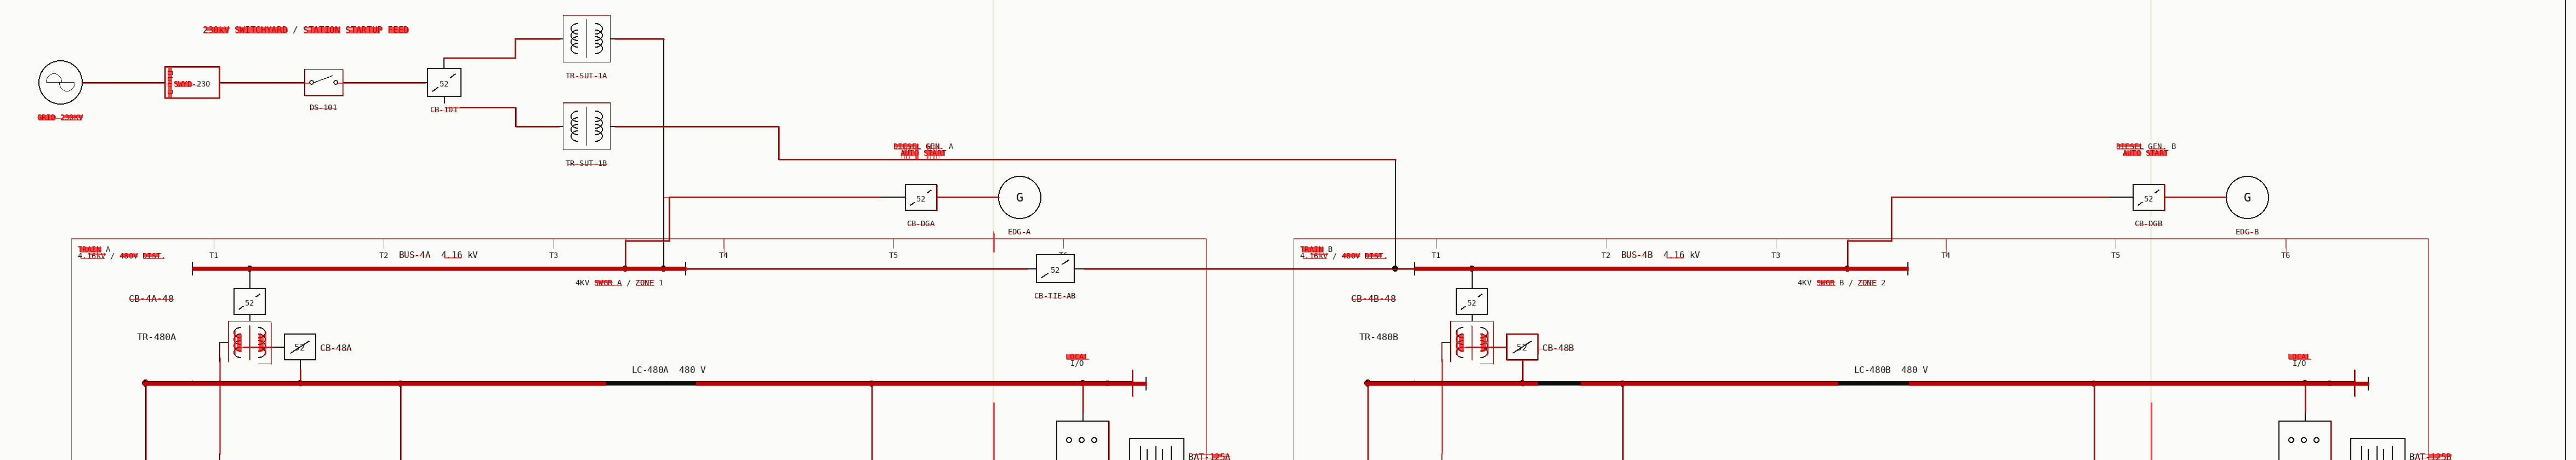 230kV SWITCHYARD / STATION STARTUP FEED
TR-SUT-1A
SWYD-230
52
DS-101
CB-101
GRID-230KV
TR-SUT-1B
DIESEL GEN. A
AUTO START
DIESEL GEN. B
AUTO START
52
G
CB-DGA
EDG-A
52
G
CB-DGB
EDG-B
TRAIN A
4.16kV / 480V DIST.
T1
T2
BUS-4A 4.16 kV
T3
T4
T5
TRAIN B
4.16kV / 480V DIST.
T1
T2
BUS-4B 4.16 kV
T3
T4
T5
T6
52
4KV SWGR A / ZONE 1
CB-TIE-AB
4KV SWGR B / ZONE 2
CB-4A-48
52
CB-4B-48
52
TR-480A
52
CB-48A
TR-480B
52
CB-48B
LOCAL
I/O
LOCAL
I/O
LC-480A 480 V
LC-480B 480 V
BAT-125A
BAT-125B